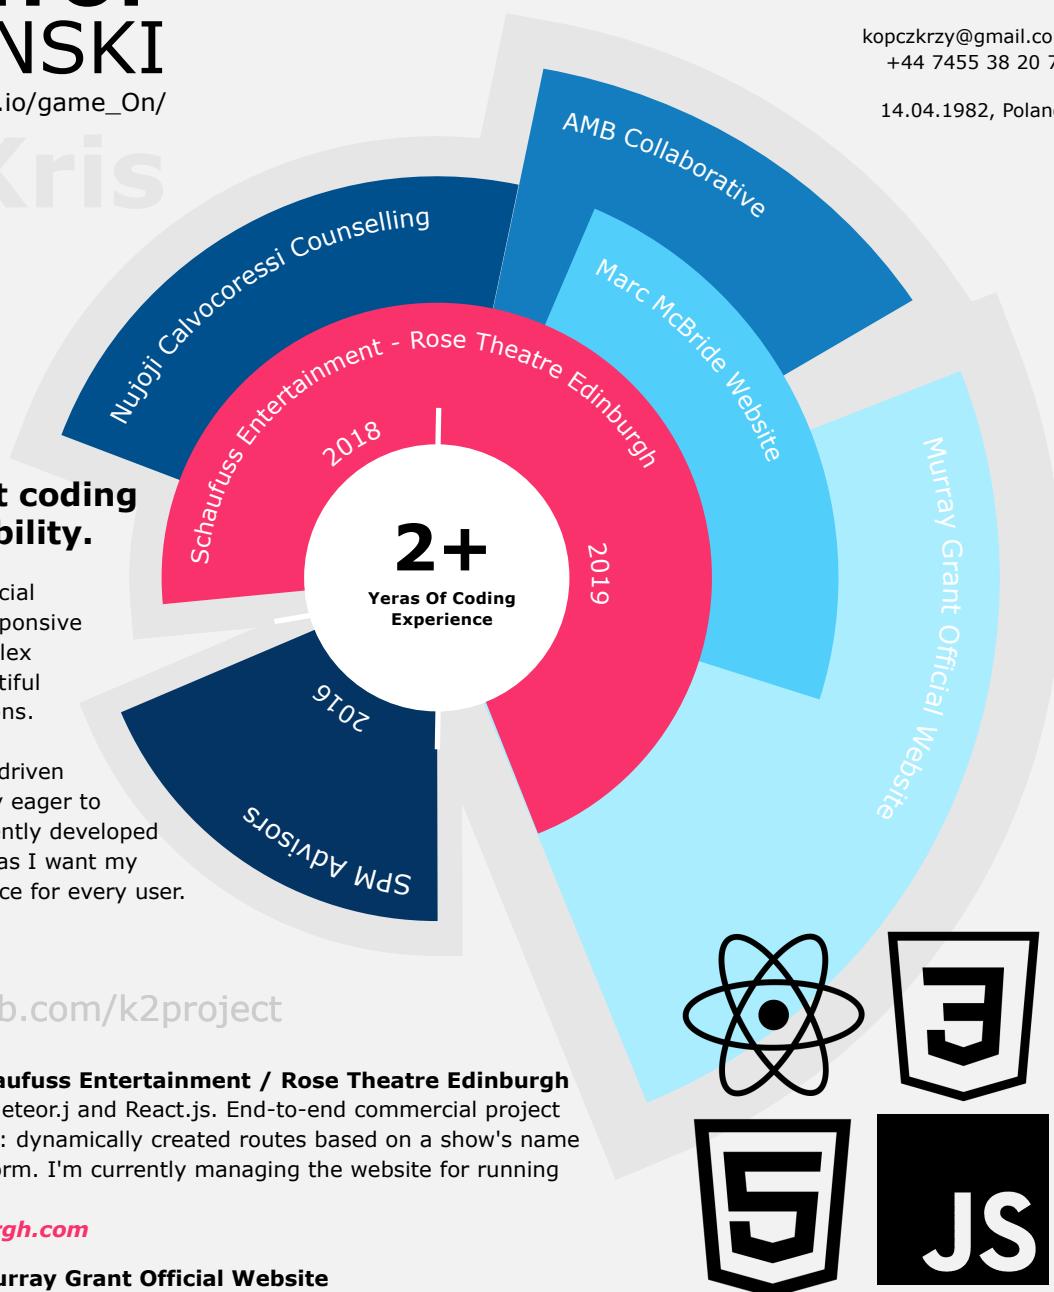 NSKI
.io/game_On/
Kris
kopczkrzy@gmail.co
+44 7455 38 20 7
14.04.1982, Polan
AMB Collaborative
Nujoji Calvocoressi Counselling
Marc McBride Website
Schaufuss Entertainment - Rose Theatre Edinburgh
Murray Grant Official Website
2018
2019
2016
2+
Yeras Of Coding
Experience
SPM Advisors
t coding
bility.
cial
ponsive
lex
tiful
ns.
driven
y eager to
ently developed
as I want my
ce for every user.
b.com/k2project
aufuss Entertainment / Rose Theatre Edinburgh
eteor.j and React.js. End-to-end commercial project
: dynamically created routes based on a show's name
orm. I'm currently managing the website for running
rgh.com
urray Grant Official Website
3
5
JS